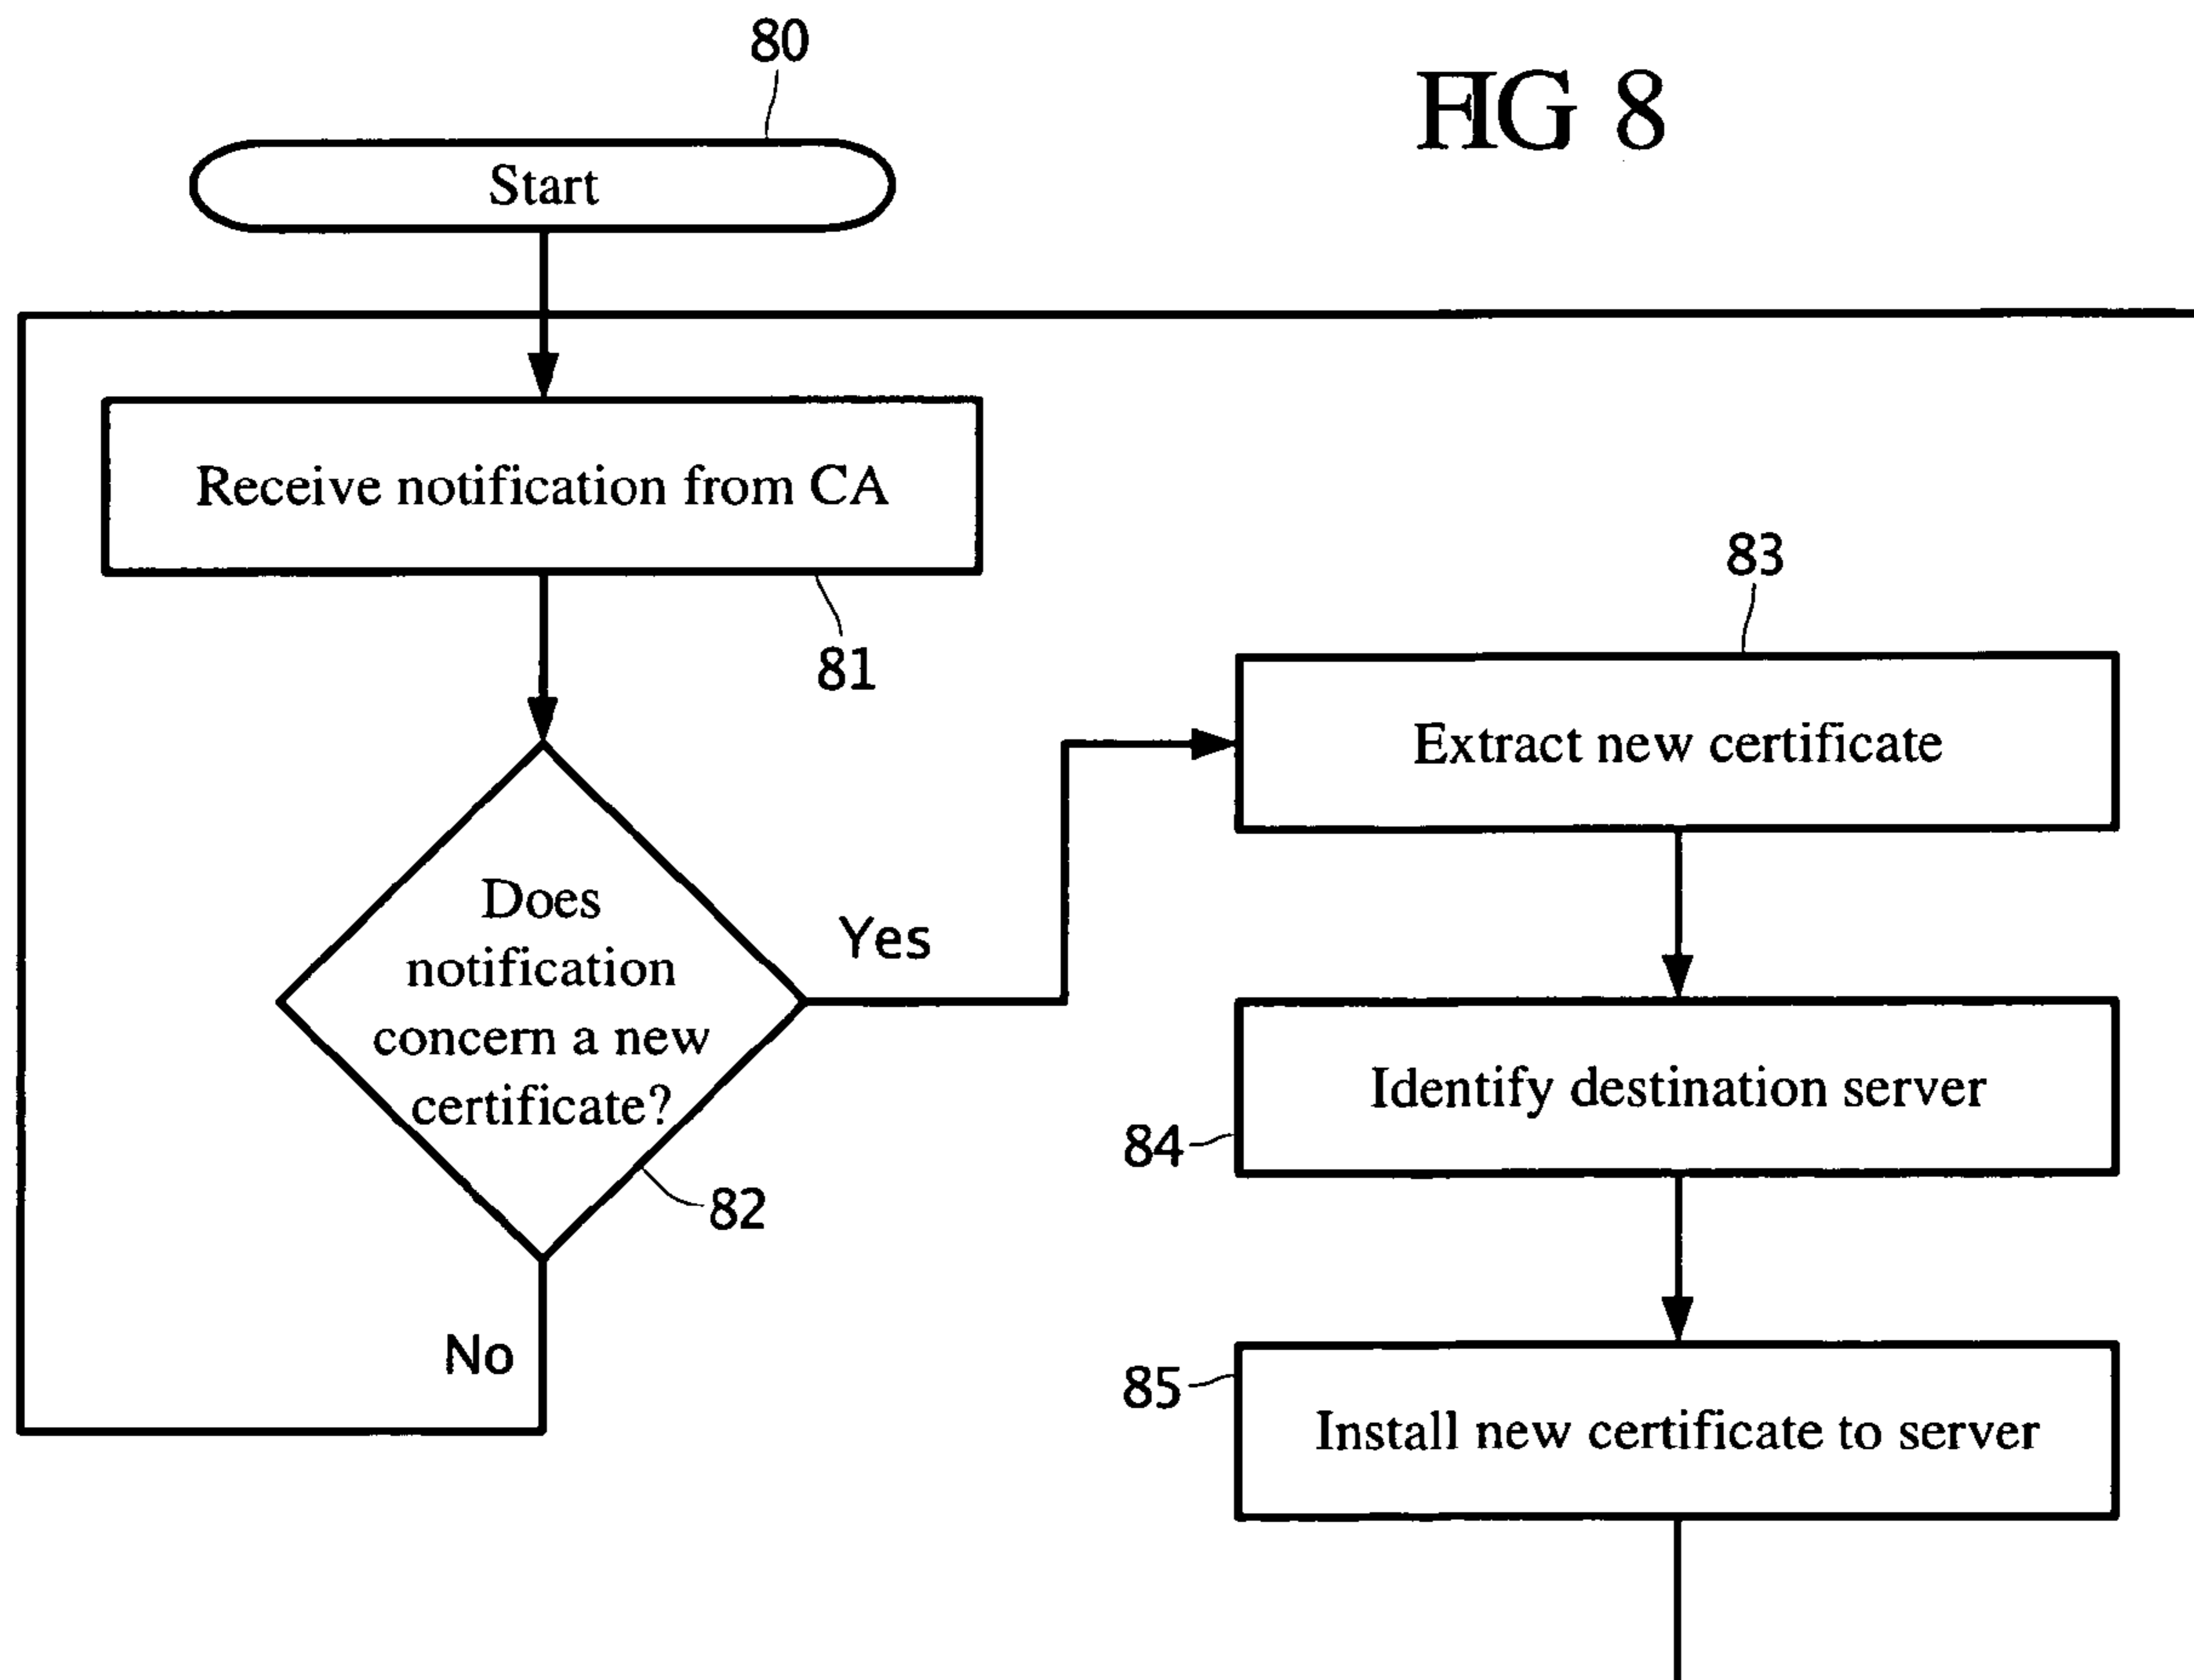 80
FIG 8
Start
Receive notification from CA
81
Does
notification
concern a new
certificate?
82
Yes
No
83
Extract new certificate
Identify destination server
84
85
Install new certificate to server